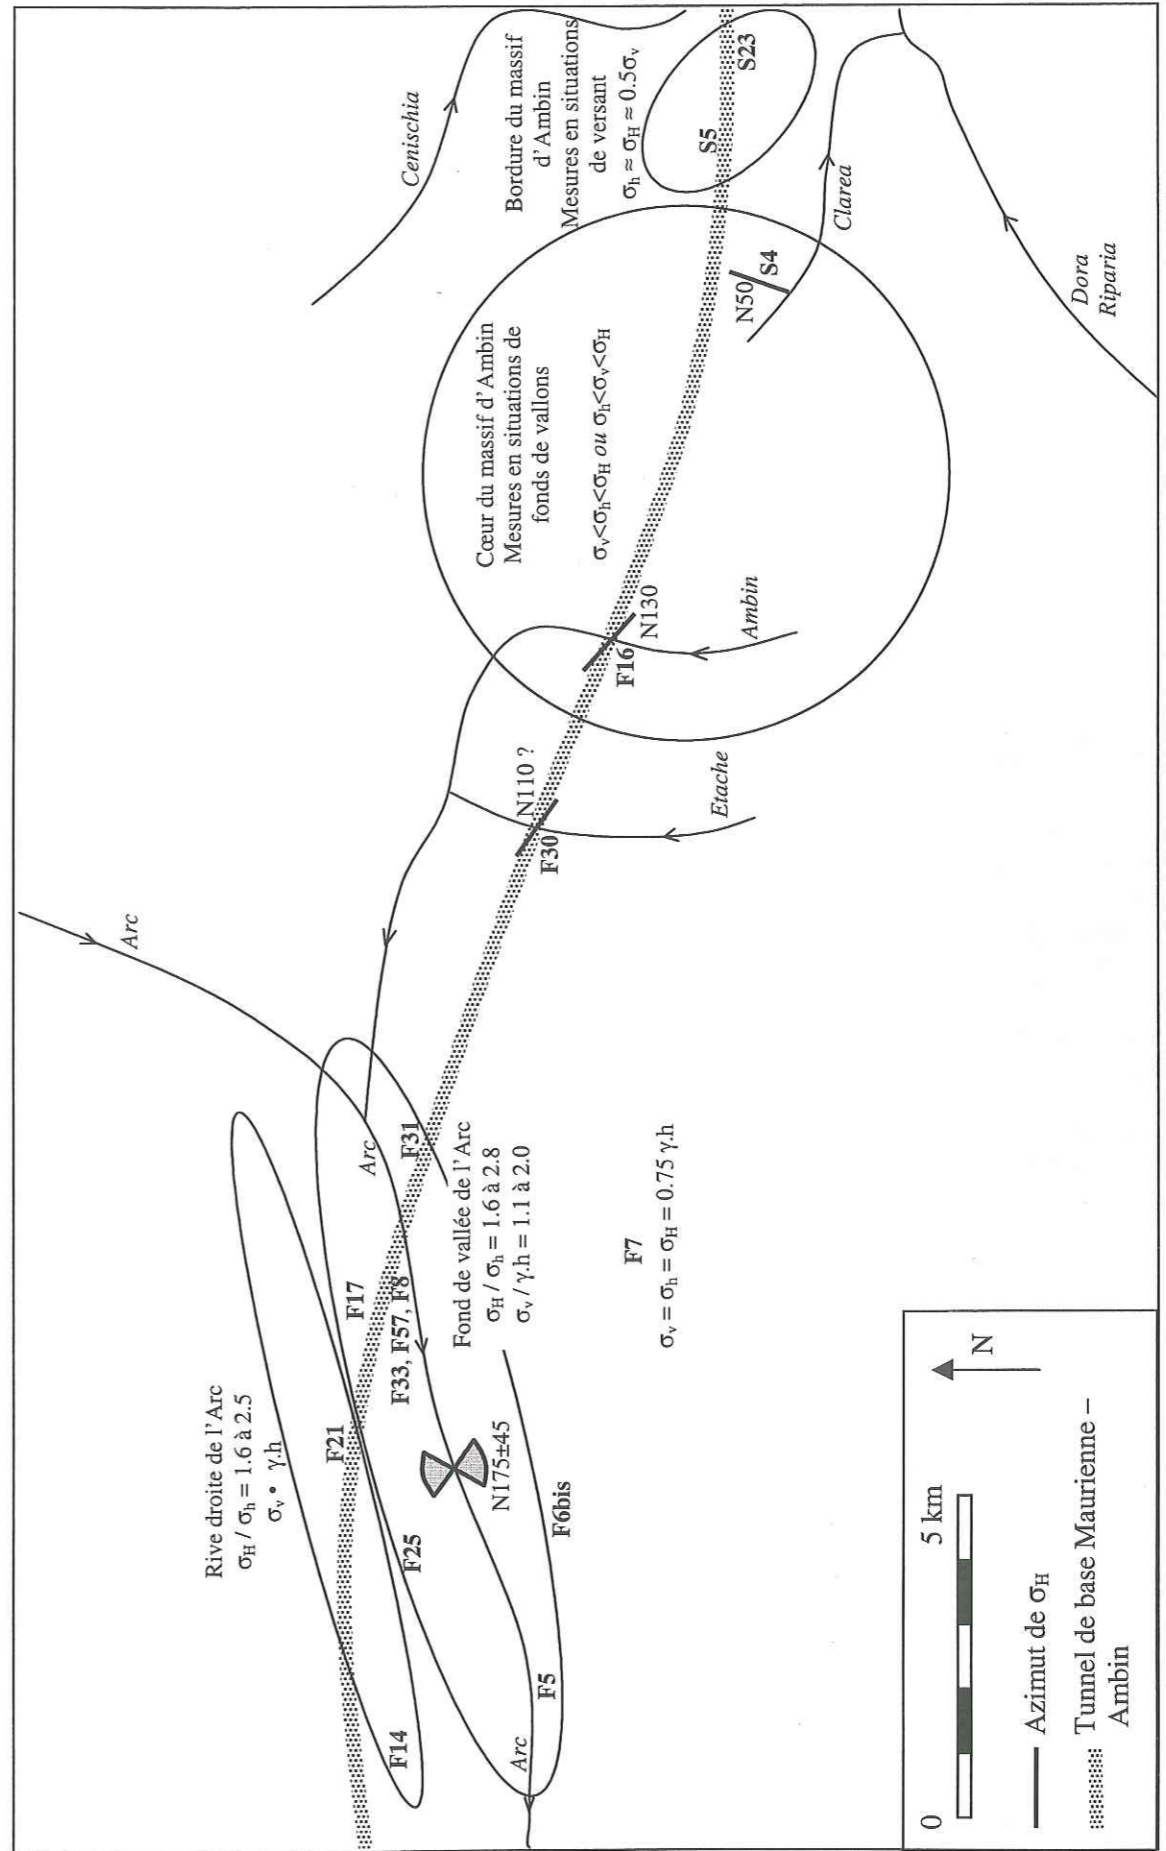 Cenischia
Bordure du massif
d'Ambin
Mesures en situations
de versant
σh ≈ σH ≈ 0.5σv
S23
S5
Clarea
S4
N50
Dora
Riparia
Cœur du massif d'Ambin
Mesures en situations de
fonds de vallons
σv<σh<σH ou σh<σv<σH
Ambin
N130
F16
N110 ?
F30
Etache
Arc
Arc
F31
Fond de vallée de l'Arc
σH / σh = 1.6 à 2.8
σv / γ.h = 1.1 à 2.0
F7
σv = σh = σH = 0.75 γ.h
F17
F33, F57, F8
Rive droite de l'Arc
σH / σh = 1.6 à 2.5
σv • γ.h
F21
N175±45
F25
F6bis
F14
F5
Arc
N
0
5 km
Azimut de σH
Tunnel de base Maurienne –
Ambin